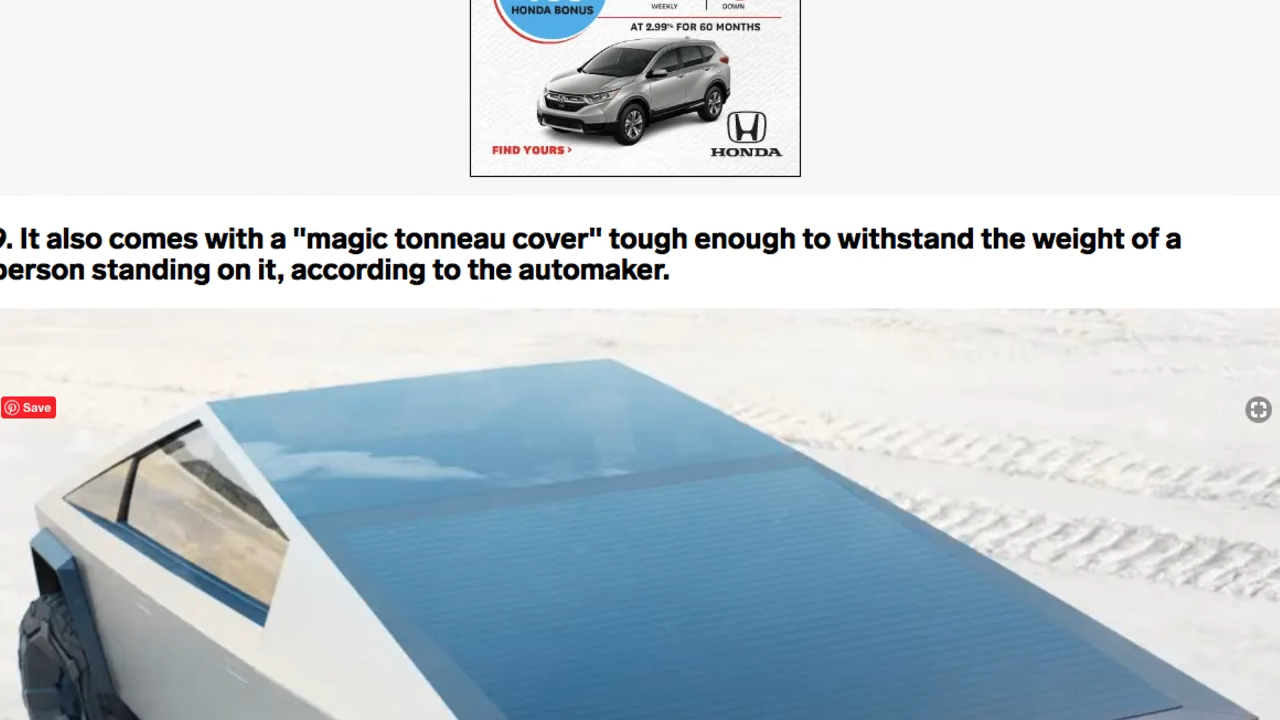 HONDA BONUS
WEEKLY
DOWN
AT 2.99% FOR 60 MONTHS
FIND YOURS >
HONDA
9. It also comes with a "magic tonneau cover" tough enough to withstand the weight of a
person standing on it, according to the automaker.
Save